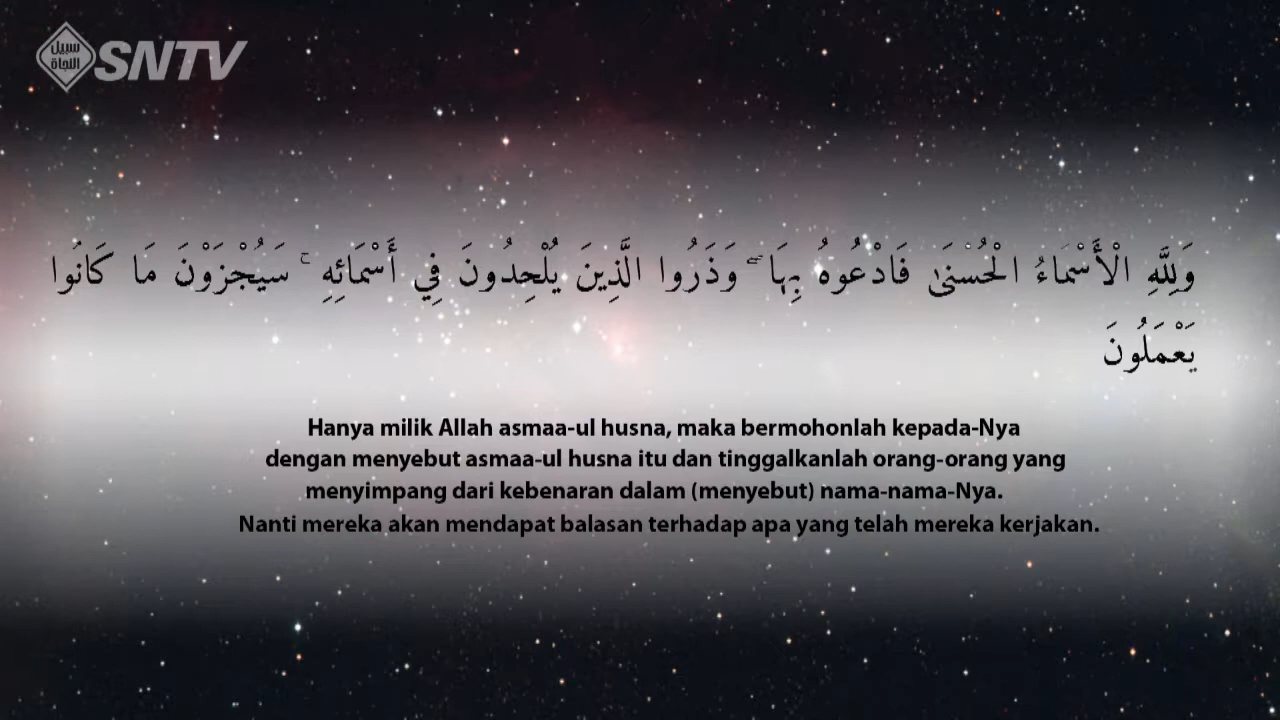 سبيل
النجاة
SNTV
وَلِلَّهِ الْأَسْمَاءُ الْحُسْنَىٰ فَادْعُوهُ بِهَا ۖ وَذَرُوا الَّذِينَ يُلْحِدُونَ فِي أَسْمَائِهِ ۚ سَيُجْزَوْنَ مَا كَانُوا
يَعْمَلُونَ
Hanya milik Allah asmaa-ul husna, maka bermohonlah kepada-Nya
dengan menyebut asmaa-ul husna itu dan tinggalkanlah orang-orang yang
menyimpang dari kebenaran dalam (menyebut) nama-nama-Nya.
Nanti mereka akan mendapat balasan terhadap apa yang telah mereka kerjakan.